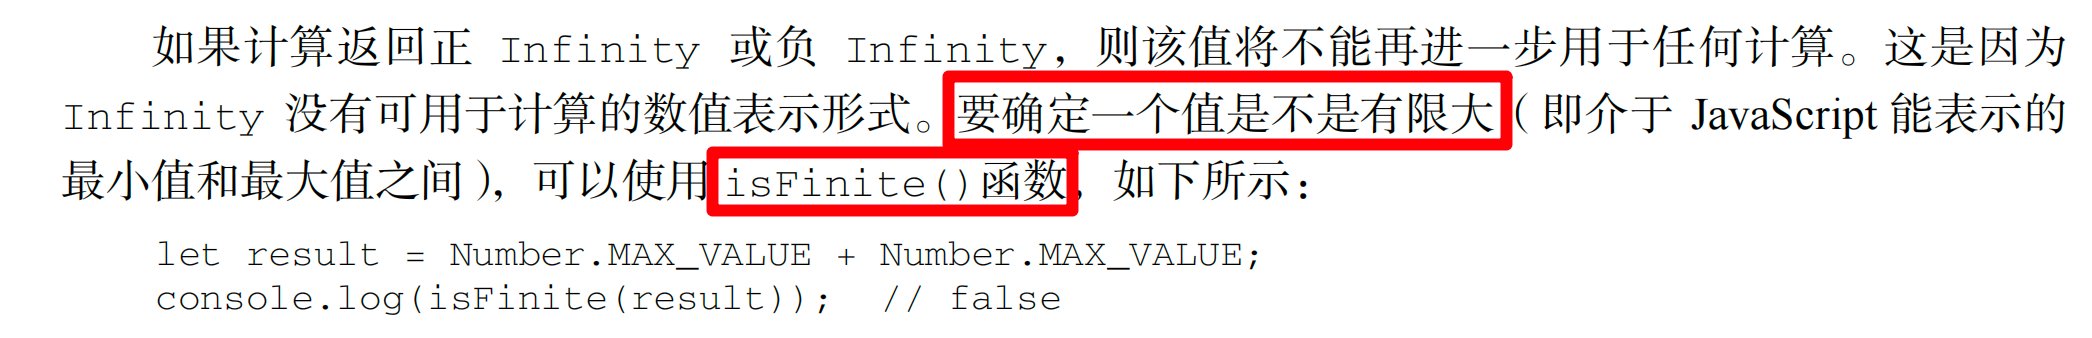 如果计算返回正 Infinity 或负 Infinity，则该值将不能再进一步用于任何计算。这是因为
Infinity 没有可用于计算的数值表示形式。要确定一个值是不是有限大（即介于 JavaScript 能表示的
最小值和最大值之间），可以使用 isFinite()函数，如下所示：
let result = Number.MAX_VALUE + Number.MAX_VALUE;
console.log(isFinite(result));  // false